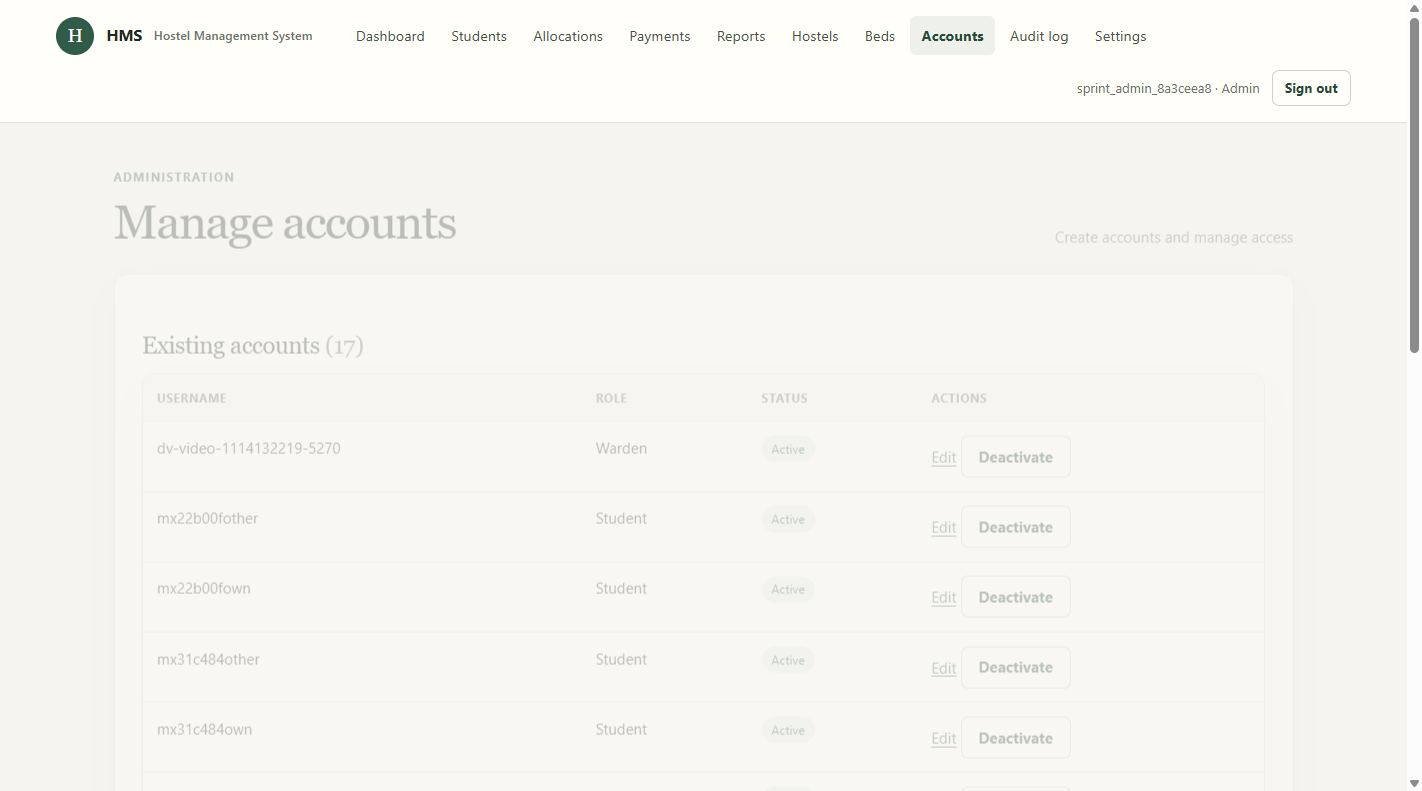 H HMS Hostel Management System Dashboard Students Allocations Payments Reports Hostels Beds Accounts Audit log Settings
sprint_admin_8a3ceea8 · Admin Sign out
ADMINISTRATION
Manage accounts
Create accounts and manage access
Existing accounts (17)
USERNAME ROLE STATUS ACTIONS
dv-video-1114132219-5270 Warden Active Edit Deactivate
mx22b00fother Student Active Edit Deactivate
mx22b00fown Student Active Edit Deactivate
mx31c484other Student Active Edit Deactivate
mx31c484own Student Active Edit Deactivate